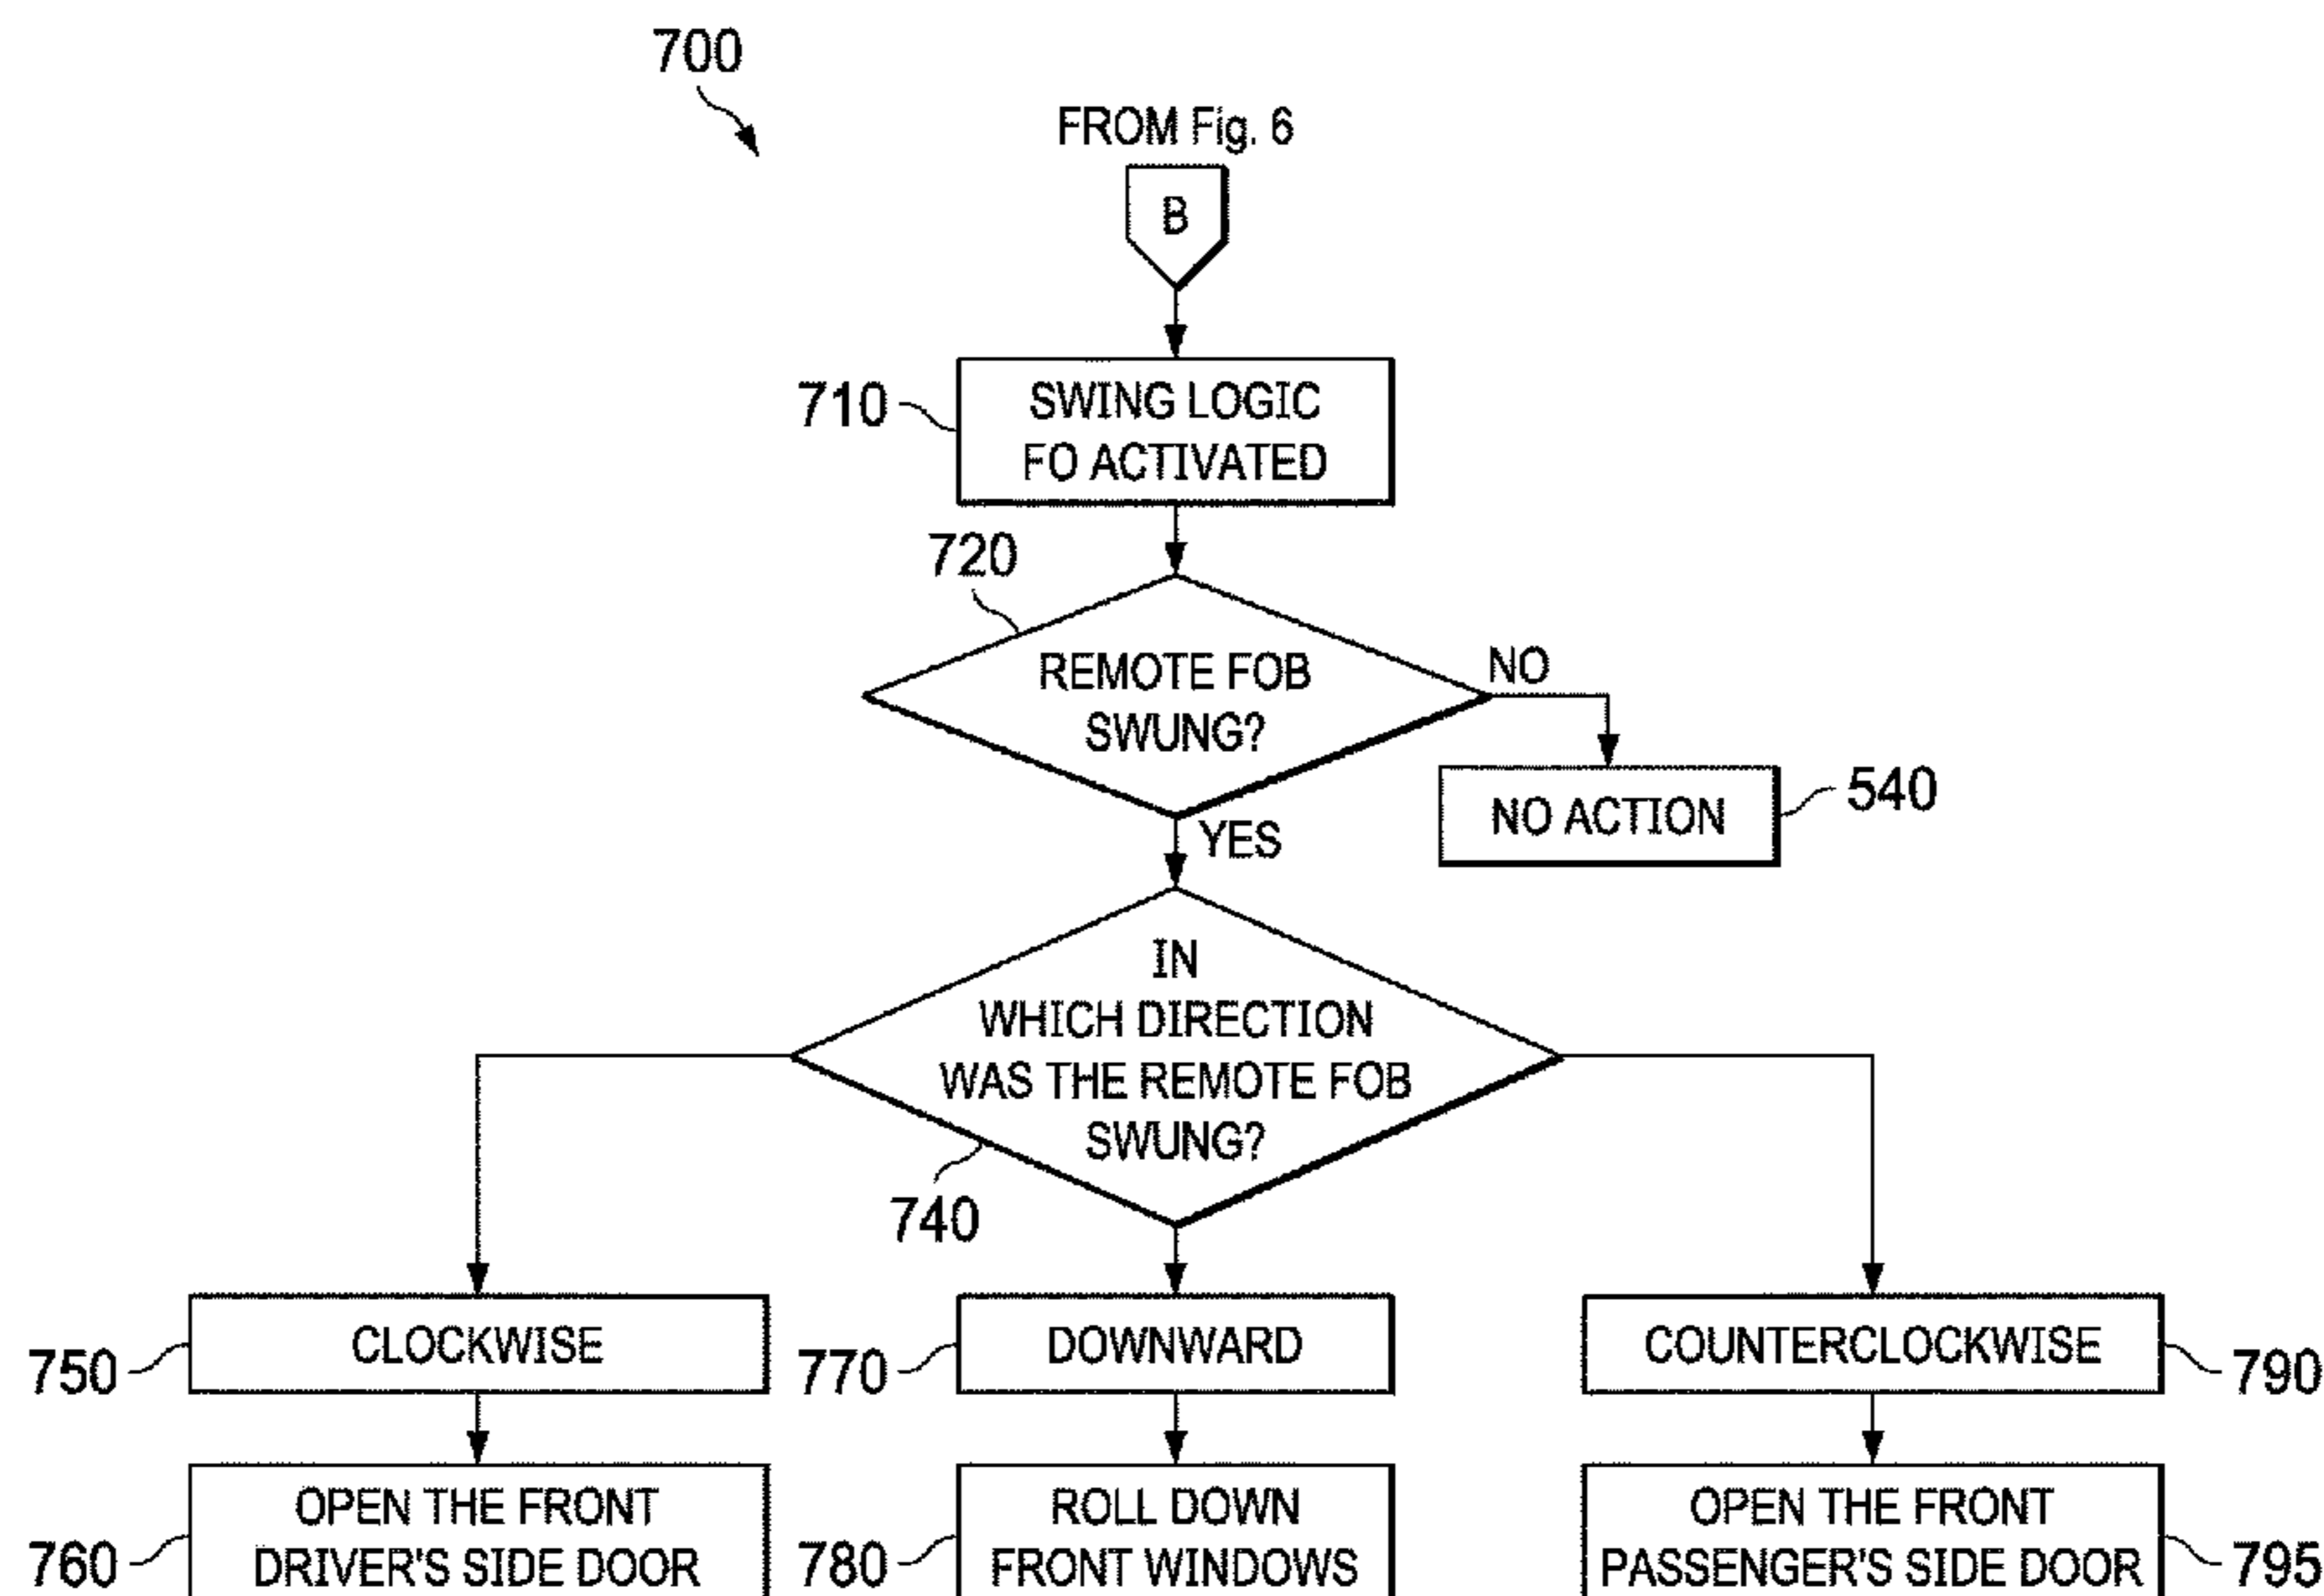 700
FROM Fig. 6
B
710
SWING LOGIC
FO ACTIVATED
720
REMOTE FOB
SWUNG?
NO
NO ACTION
540
YES
IN
WHICH DIRECTION
WAS THE REMOTE FOB
SWUNG?
740
750
CLOCKWISE
770
DOWNWARD
COUNTERCLOCKWISE
790
760
OPEN THE FRONT
DRIVER'S SIDE DOOR
780
ROLL DOWN
FRONT WINDOWS
OPEN THE FRONT
PASSENGER'S SIDE DOOR
795